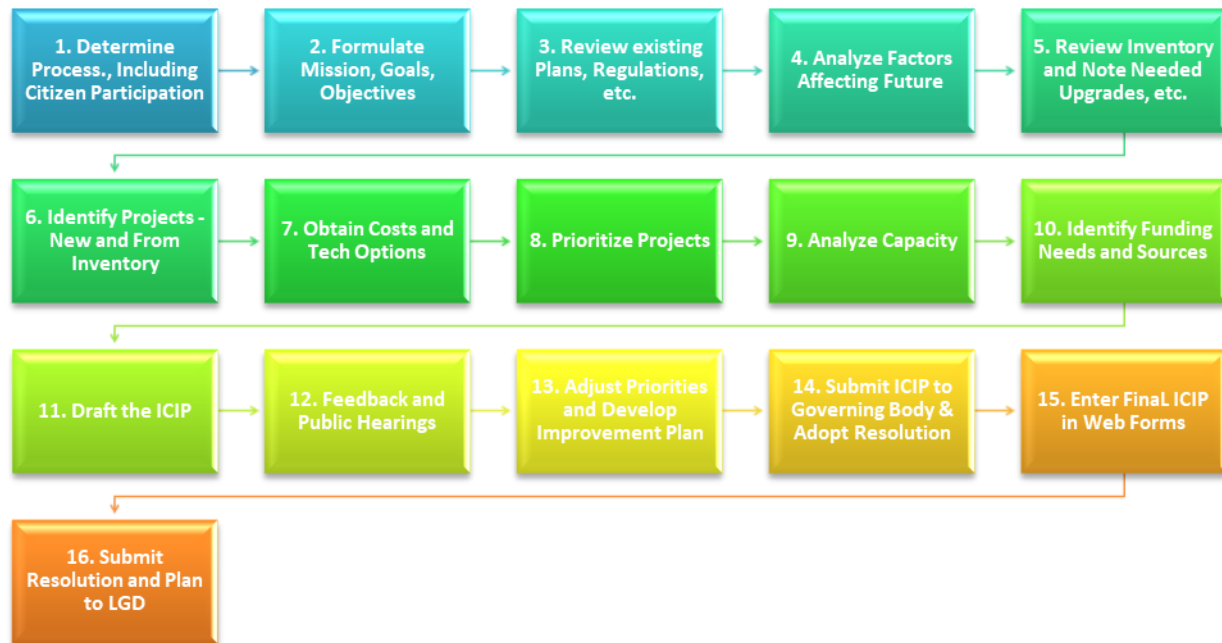 1. Determine
Process., Including
Citizen Participation
2. Formulate
Mission, Goals,
Objectives
3. Review existing
Plans, Regulations,
etc.
4. Analyze Factors
Affecting Future
5. Review Inventory
and Note Needed
Upgrades, etc.
6. Identify Projects -
New and From
Inventory
7. Obtain Costs and
Tech Options
8. Prioritize Projects
9. Analyze Capacity
10. Identify Funding
Needs and Sources
11. Draft the ICIP
12. Feedback and
Public Hearings
13. Adjust Priorities
and Develop
Improvement Plan
14. Submit ICIP to
Governing Body &
Adopt Resolution
15. Enter FinaL ICIP
in Web Forms
16. Submit
Resolution and Plan
to LGD